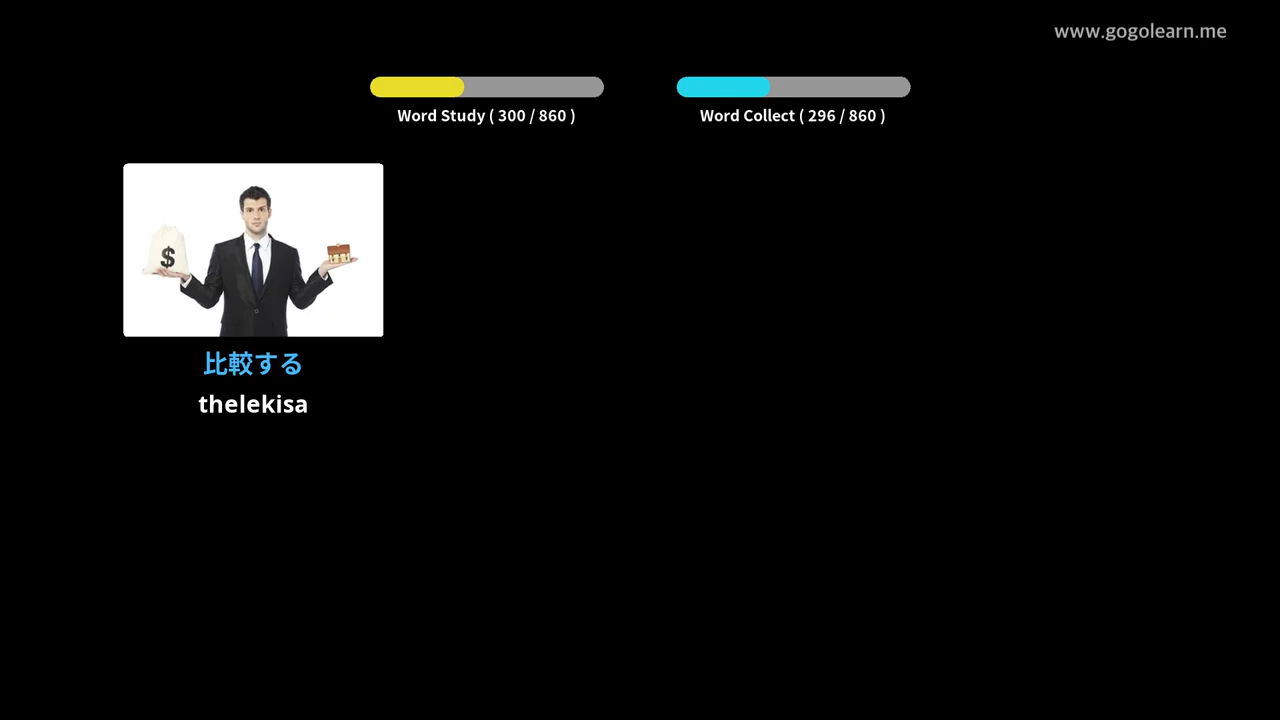 www.gogolearn.me
Word Study ( 300 / 860 )
Word Collect ( 296 / 860 )
$
比較する
thelekisa